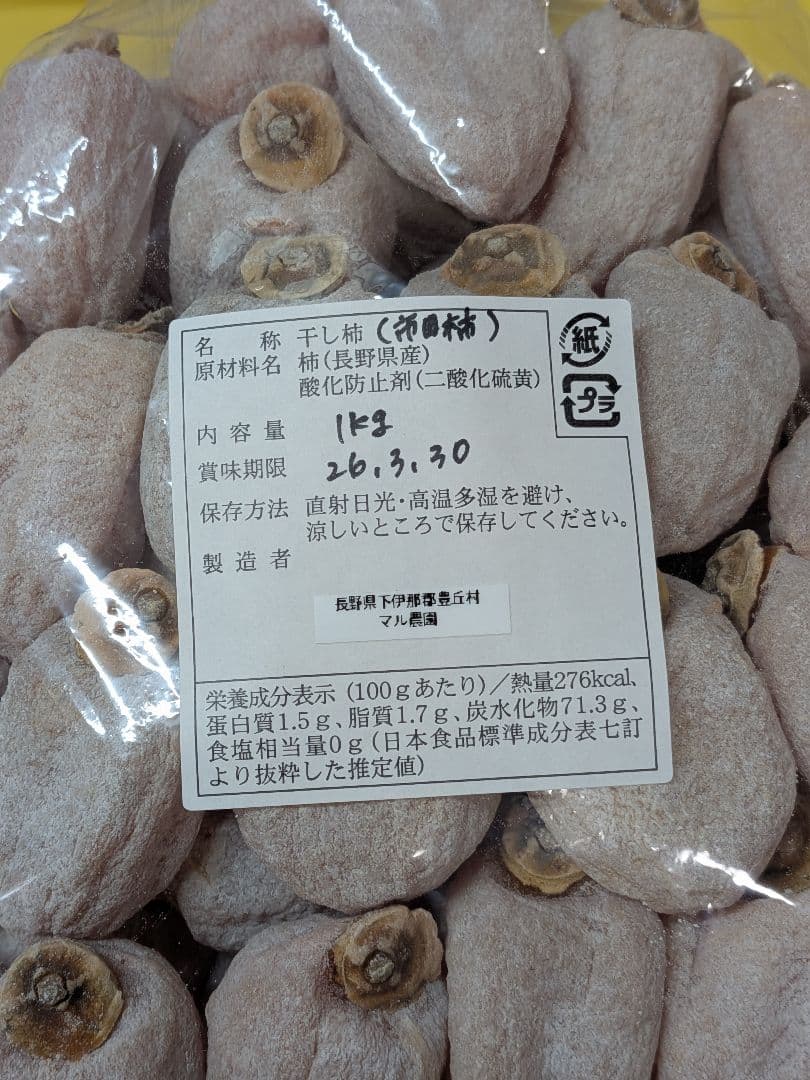 名称 干し柿(市田柿)
原材料名 柿(長野県産)
酸化防止剤(二酸化硫黄)
紙
プラ
内容量 1kg
賞味期限 26.3.30
保存方法 直射日光・高温多湿を避け、
涼しいところで保存してください。
製造者
長野県下伊那郡豊丘村
マル農園
栄養成分表示(100gあたり)/熱量276kcal、
蛋白質1.5g、脂質1.7g、炭水化物71.3g、
食塩相当量0g(日本食品標準成分表七訂
より抜粋した推定値)